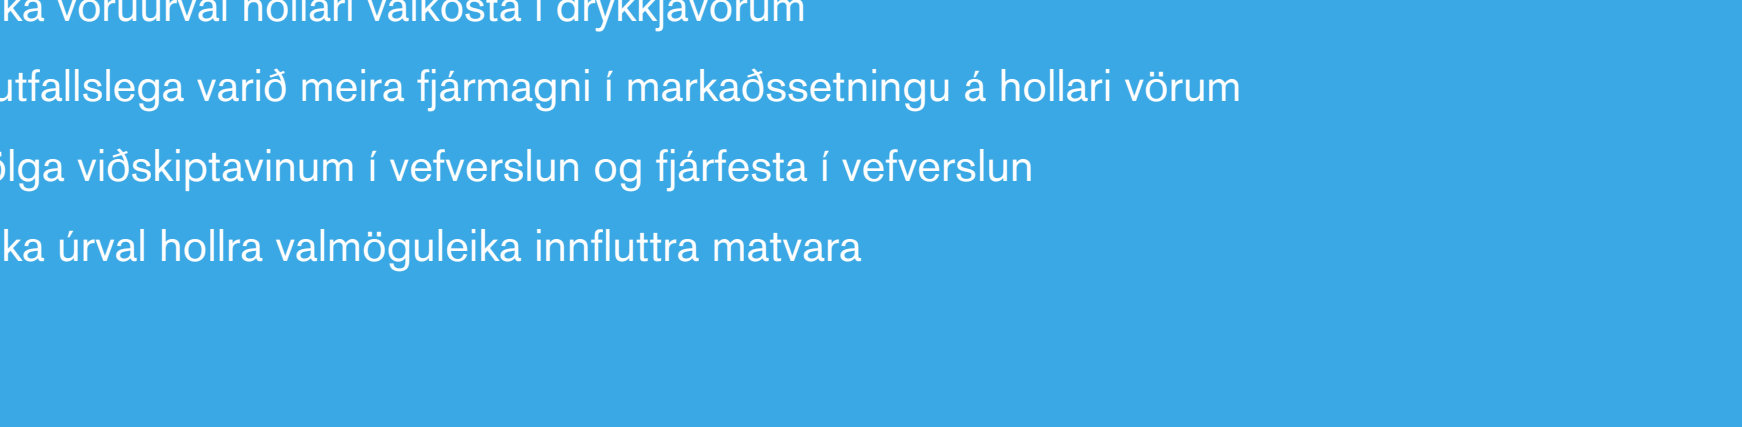 ka vöruúrval hollari valkosta í drykkjavörum
utfallslega varið meira fjármagni í markaðssetningu á hollari vörum
ölga viðskiptavinum í vefverslun og fjárfesta í vefverslun
ka úrval hollra valmöguleika innfluttra matvara